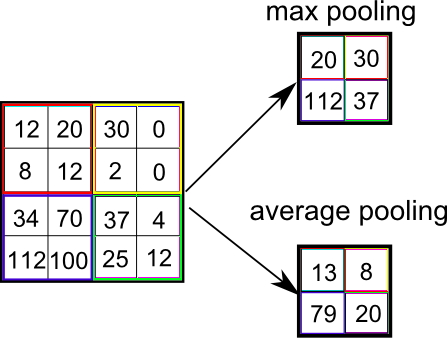 max pooling
20 30
112 37
12 20 30 0
8 12 2 0
34 70 37 4
112 100 25 12
average pooling
13 8
79 20